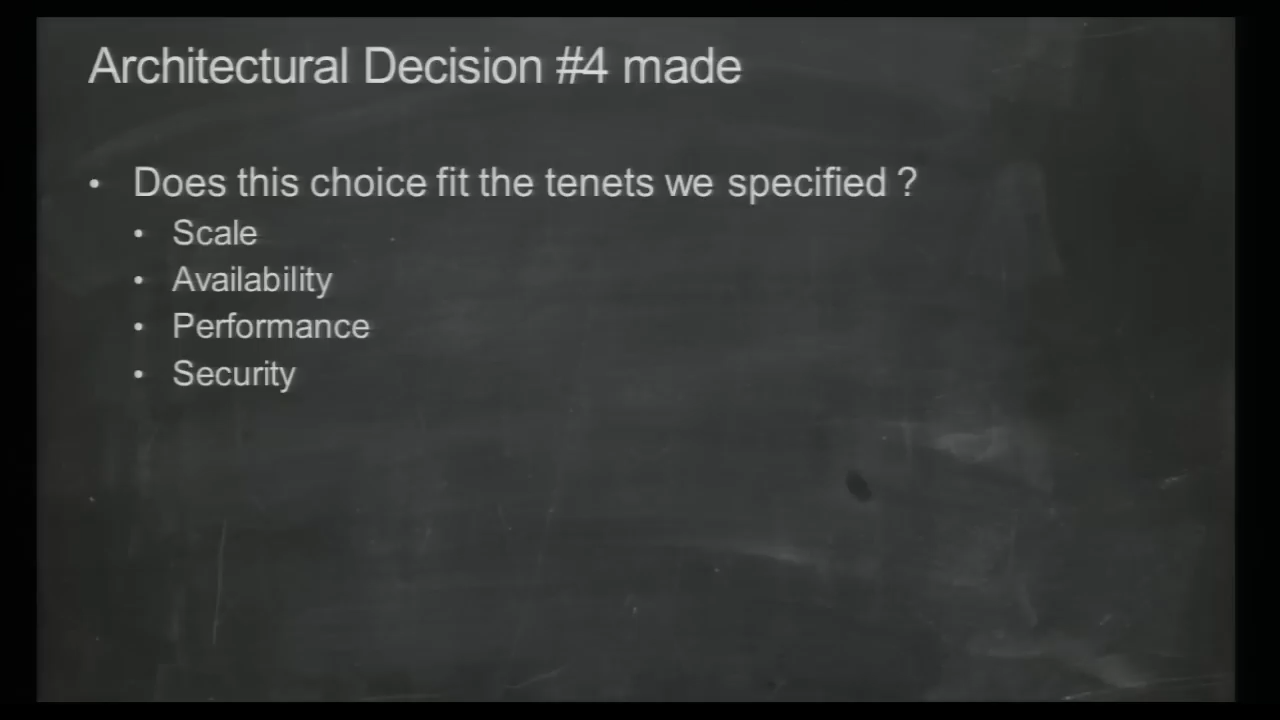 Architectural Decision #4 made
• Does this choice fit the tenets we specified ?
• Scale
• Availability
• Performance
• Security